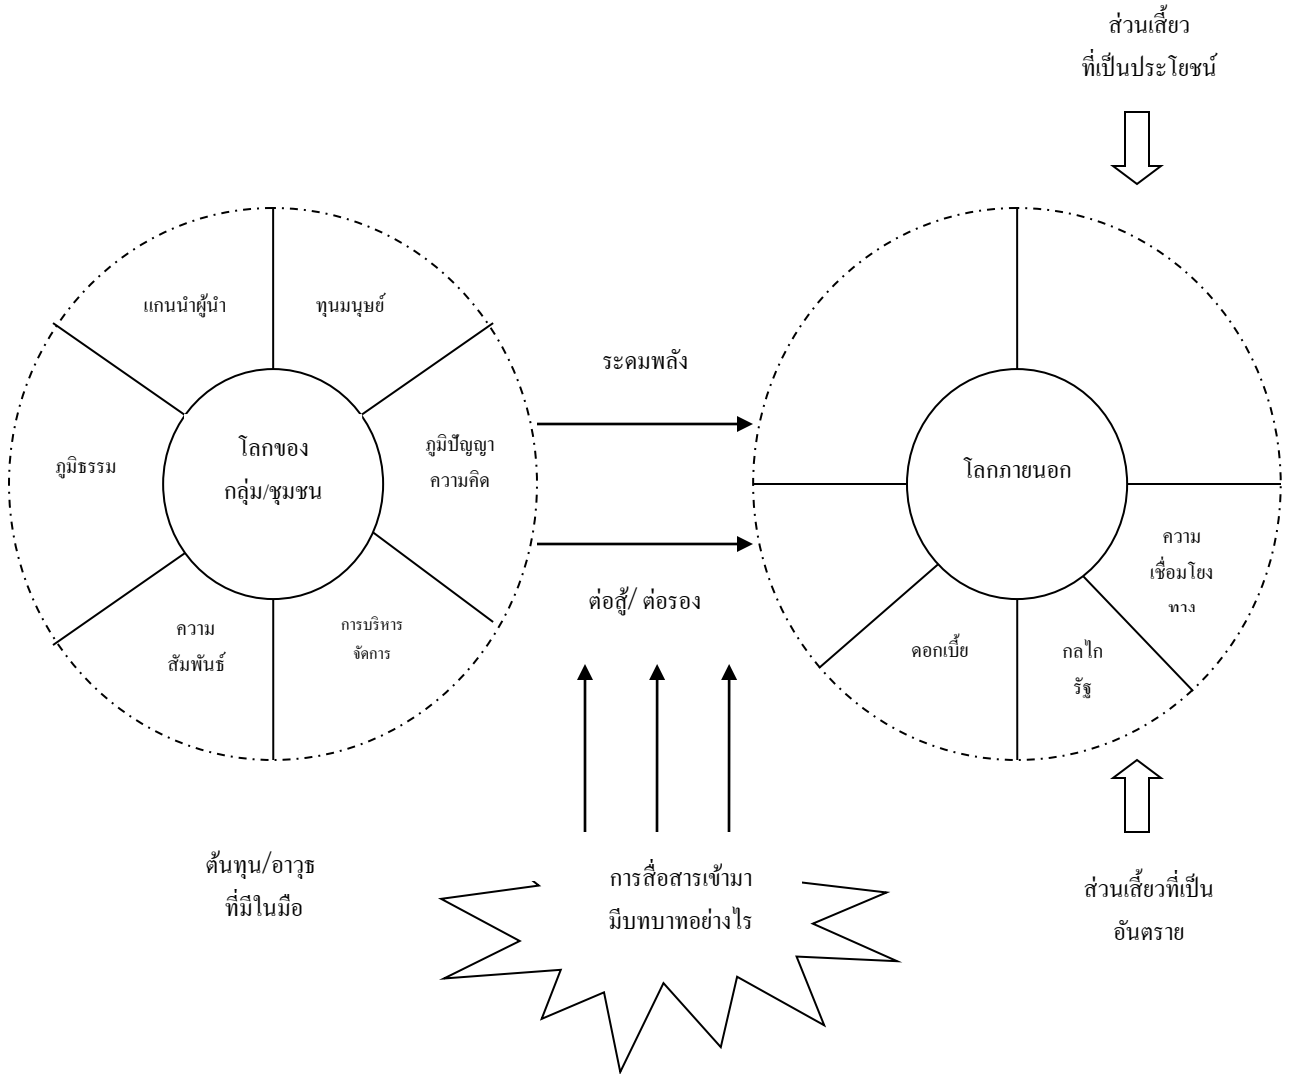 ส่วนเสี้ยว
ที่เป็นประโยชน์
แกนนำผู้นำ
ทุนมนุษย์
ระดมพลัง
ภูมิธรรม
โลกของ
กลุ่ม/ชุมชน
ภูมิปัญญา
ความคิด
โลกภายนอก
ความ
เชื่อมโยง
ทาง
ต่อสู้/ ต่อรอง
ความ
สัมพันธ์
การบริหาร
จัดการ
ดอกเบี้ย
กลไก
รัฐ
ต้นทุน/อาวุธ
ที่มีในมือ
การสื่อสารเข้ามา
มีบทบาทอย่างไร
ส่วนเสี้ยวที่เป็น
อันตราย